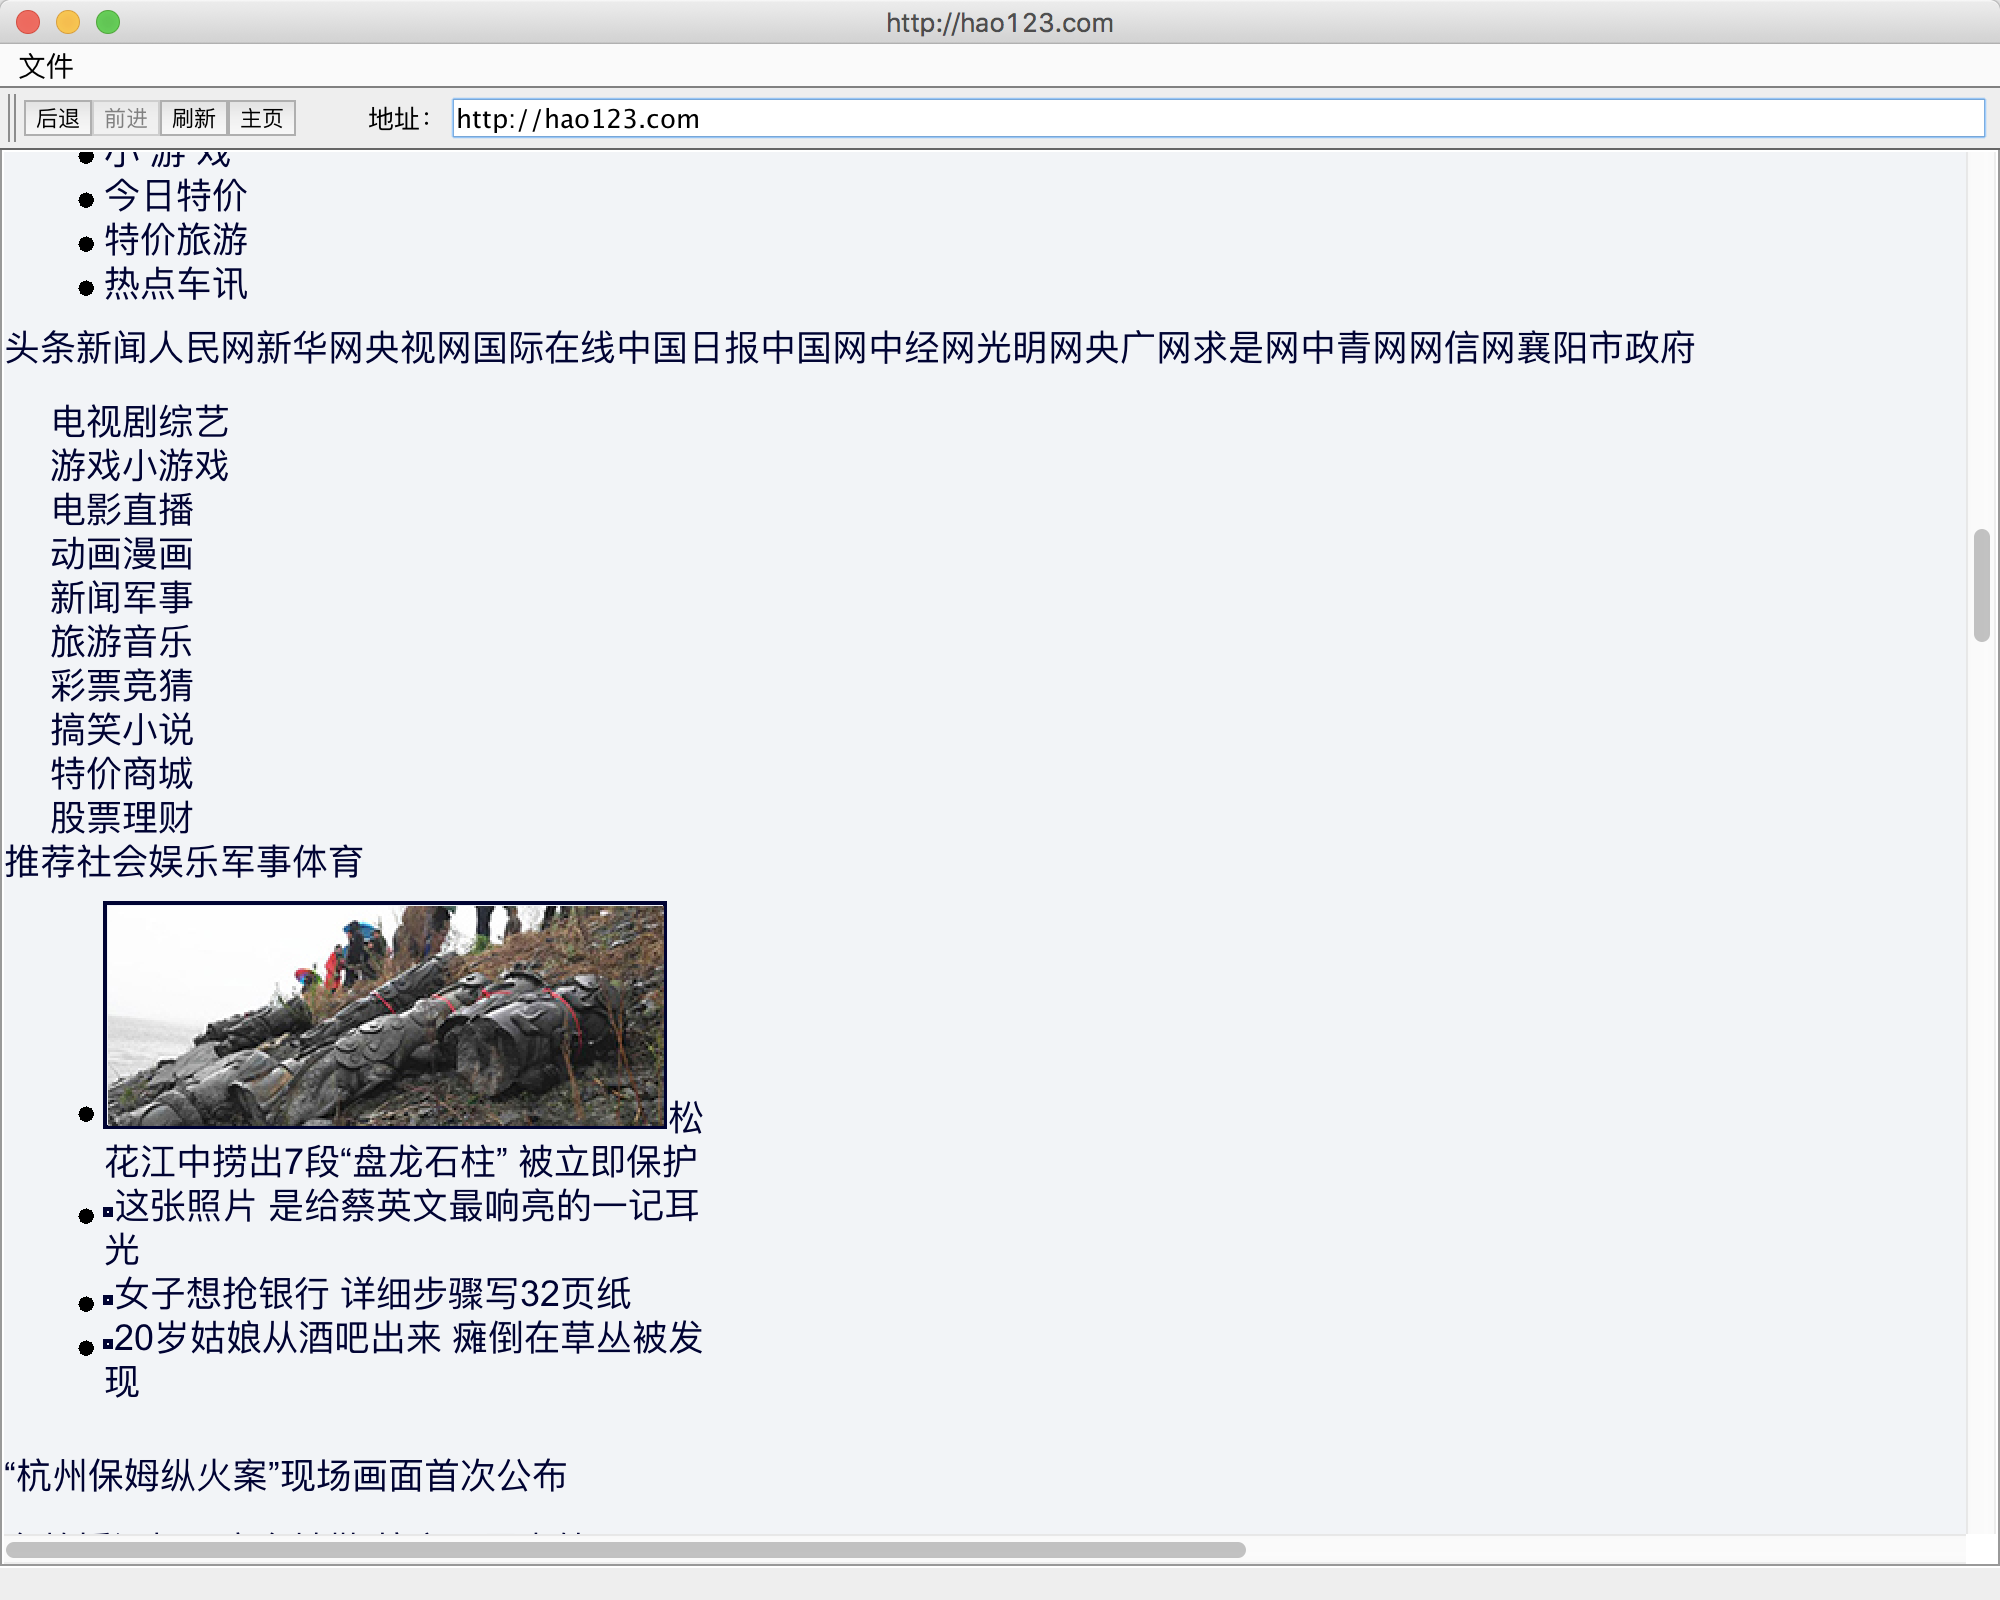 http://hao123.com
文件
后退 前进 刷新 主页 地址： http://hao123.com
小 游 戏
今日特价
特价旅游
热点车讯
头条新闻人民网新华网央视网国际在线中国日报中国网中经网光明网央广网求是网中青网网信网襄阳市政府
电视剧综艺
游戏小游戏
电影直播
动画漫画
新闻军事
旅游音乐
彩票竞猜
搞笑小说
特价商城
股票理财
推荐社会娱乐军事体育
松
花江中捞出7段“盘龙石柱” 被立即保护
这张照片 是给蔡英文最响亮的一记耳
光
女子想抢银行 详细步骤写32页纸
20岁姑娘从酒吧出来 瘫倒在草丛被发
现
“杭州保姆纵火案”现场画面首次公布